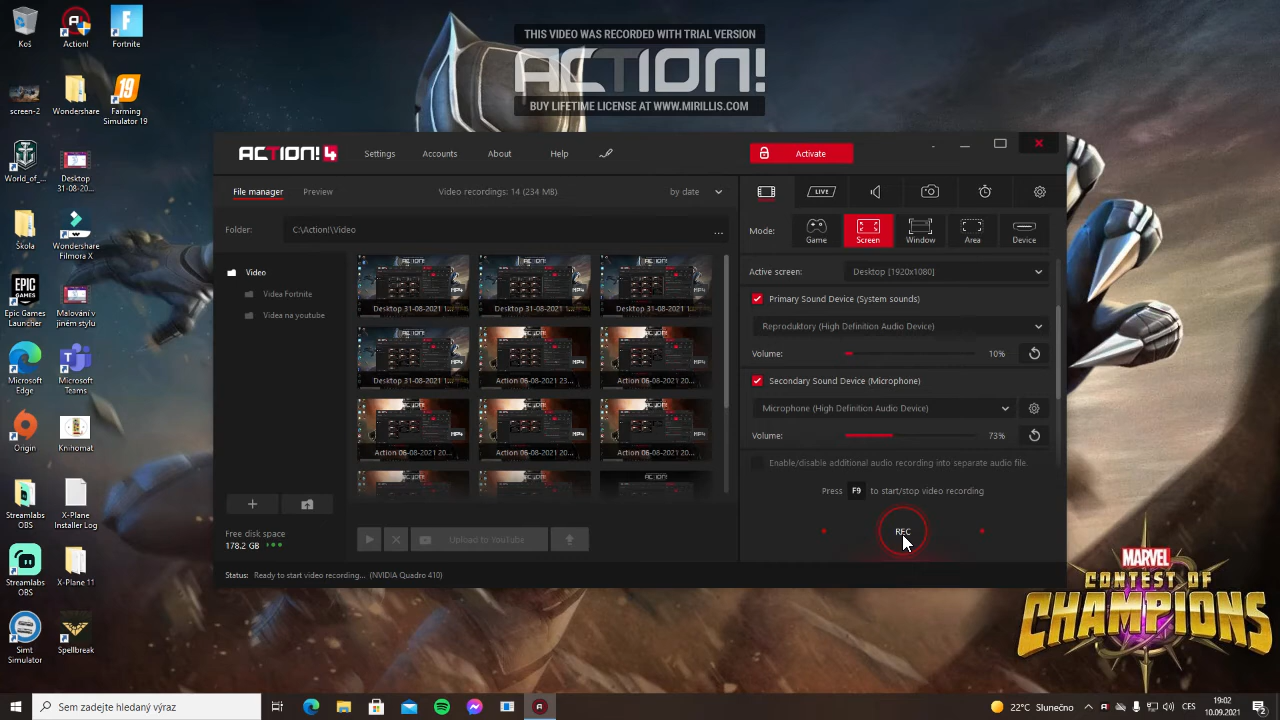 Koš
Action!
Fortnite
screen-2
Wondershare
Farming
Simulator 19
World_of_...
Desktop
31-08-20...
Škola
Wondershare
Filmora X
Epic Games
Launcher
Malování v
jiném stylu
Microsoft
Edge
Microsoft
Teams
Origin
Knihomat
Streamlabs
OBS
X-Plane
Installer Log
Streamlabs
OBS
X-Plane 11
Simt
Simulator
Spellbreak
THIS VIDEO WAS RECORDED WITH TRIAL VERSION
ACTION!
BUY LIFETIME LICENSE AT WWW.MIRILLIS.COM
ACTION! 4
Settings
Accounts
About
Help
Activate
File manager
Preview
Video recordings: 14 (234 MB)
by date
LIVE
Folder:
C:\Action!\Video
...
Mode:
Game
Screen
Window
Area
Device
Video
Videa Fortnite
Videa na youtube
Desktop 31-08-2021 1...
Desktop 31-08-2021 1...
Desktop 31-08-2021 1...
Desktop 31-08-2021 1...
Action 06-08-2021 23...
Action 06-08-2021 20...
Action 06-08-2021 20...
Action 06-08-2021 20...
Action 06-08-2021 20...
Active screen:
Desktop [1920x1080]
Primary Sound Device (System sounds)
Reproduktory (High Definition Audio Device)
Volume:
10%
Secondary Sound Device (Microphone)
Microphone (High Definition Audio Device)
Volume:
73%
Enable/disable additional audio recording into separate audio file.
Press F9 to start/stop video recording
REC
Free disk space
178.2 GB
Upload to YouTube
Status: Ready to start video recording... (NVIDIA Quadro 410)
MARVEL
CONTEST OF
CHAMPIONS
Sem zadejte hledaný výraz
22°C Slunečno
CES
19:02
10.09.2021
2